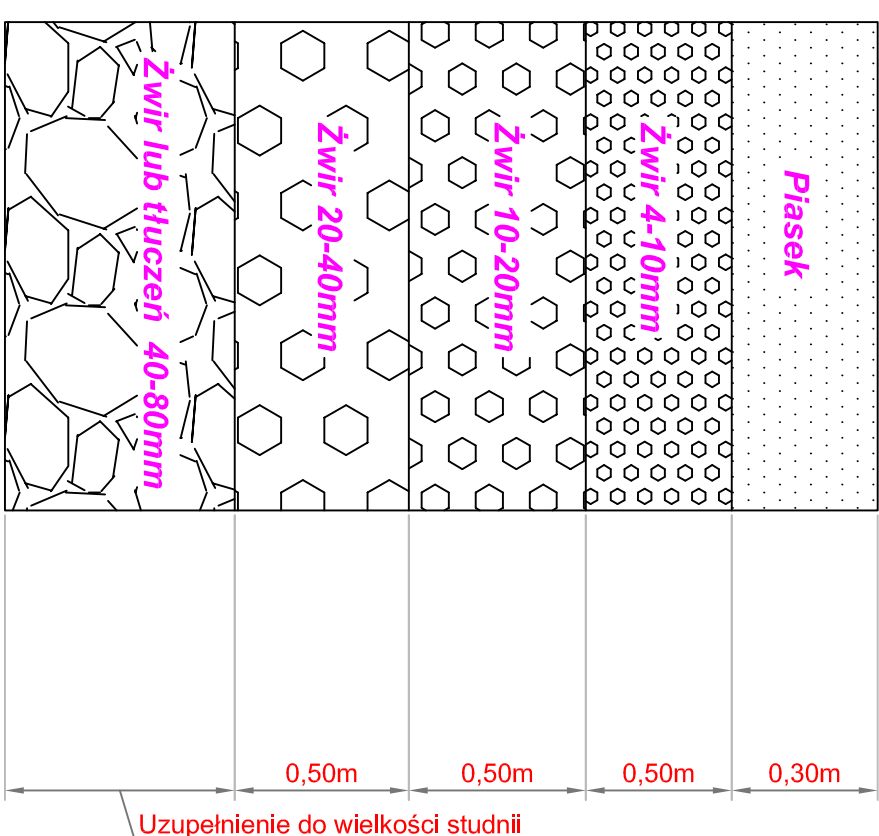 Żwir lub tłuczeń 40-80mm
Żwir 20-40mm
Żwir 10-20mm
Żwir 4-10mm
Piasek
0,50m
0,50m
0,50m
0,30m
Uzupełnienie do wielkości studnii